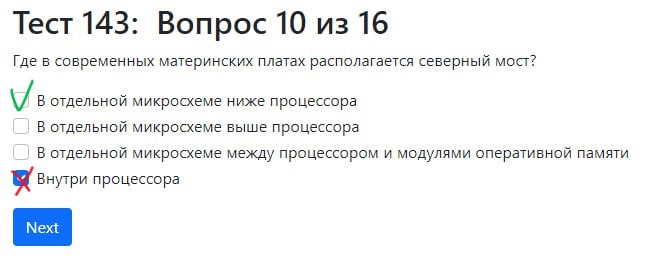 Тест 143: Вопрос 10 из 16
Где в современных материнских платах располагается северный мост?
В отдельной микросхеме ниже процессора
В отдельной микросхеме выше процессора
В отдельной микросхеме между процессором и модулями оперативной памяти
Внутри процессора
Next